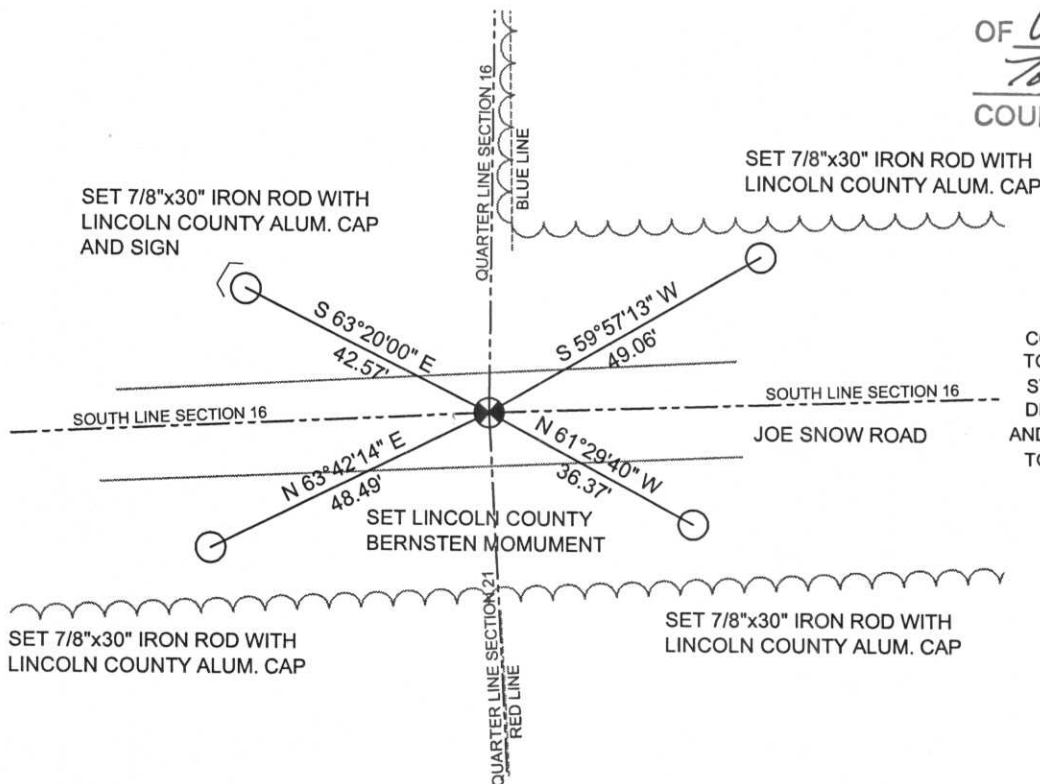 OF
COU
SET 7/8"x30" IRON ROD WITH
LINCOLN COUNTY ALUM. CAP
AND SIGN
QUARTER LINE SECTION 16
BLUE LINE
SET 7/8"x30" IRON ROD WITH
LINCOLN COUNTY ALUM. CAP
S 63°20'00" E
42.57'
S 59°57'13" W
49.06'
SOUTH LINE SECTION 16
SOUTH LINE SECTION 16
JOE SNOW ROAD
AND
TO
N 63°42'14" E
48.49'
N 61°29'40" W
36.37'
SET LINCOLN COUNTY
BERNSTEN MOMUMENT
QUARTER LINE SECTION 21
RED LINE
SET 7/8"x30" IRON ROD WITH
LINCOLN COUNTY ALUM. CAP
SET 7/8"x30" IRON ROD WITH
LINCOLN COUNTY ALUM. CAP